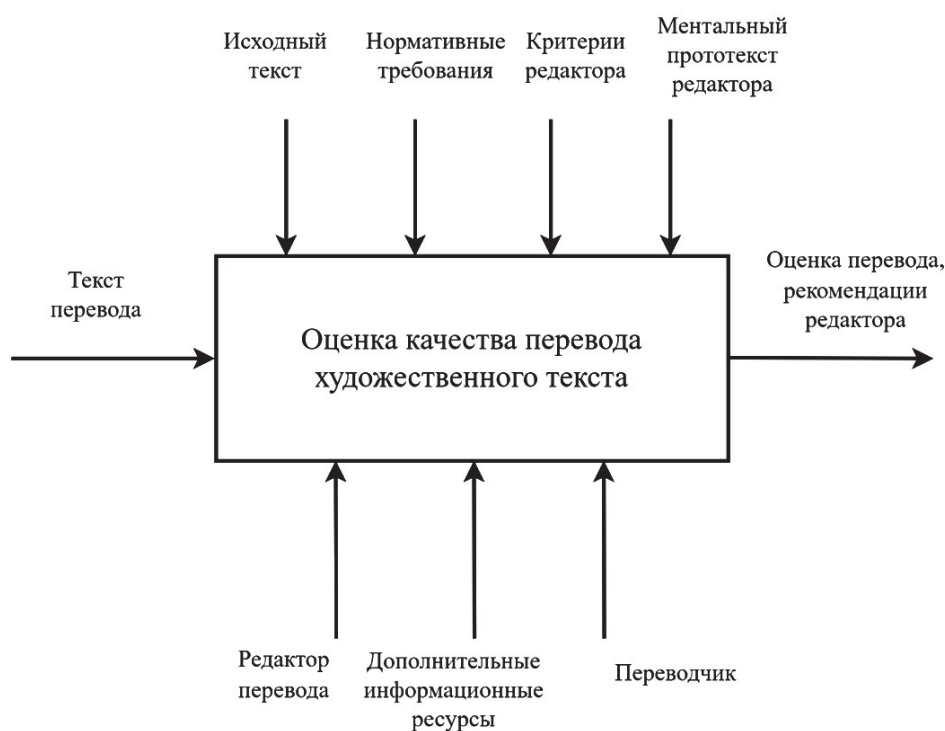 Исходный
текст
Нормативные
требования
Критерии
редактора
Ментальный
прототекст
редактора
Текст
перевода
Оценка качества перевода
художественного текста
Оценка перевода,
рекомендации
редактора
Редактор
перевода
Дополнительные
информационные
ресурсы
Переводчик